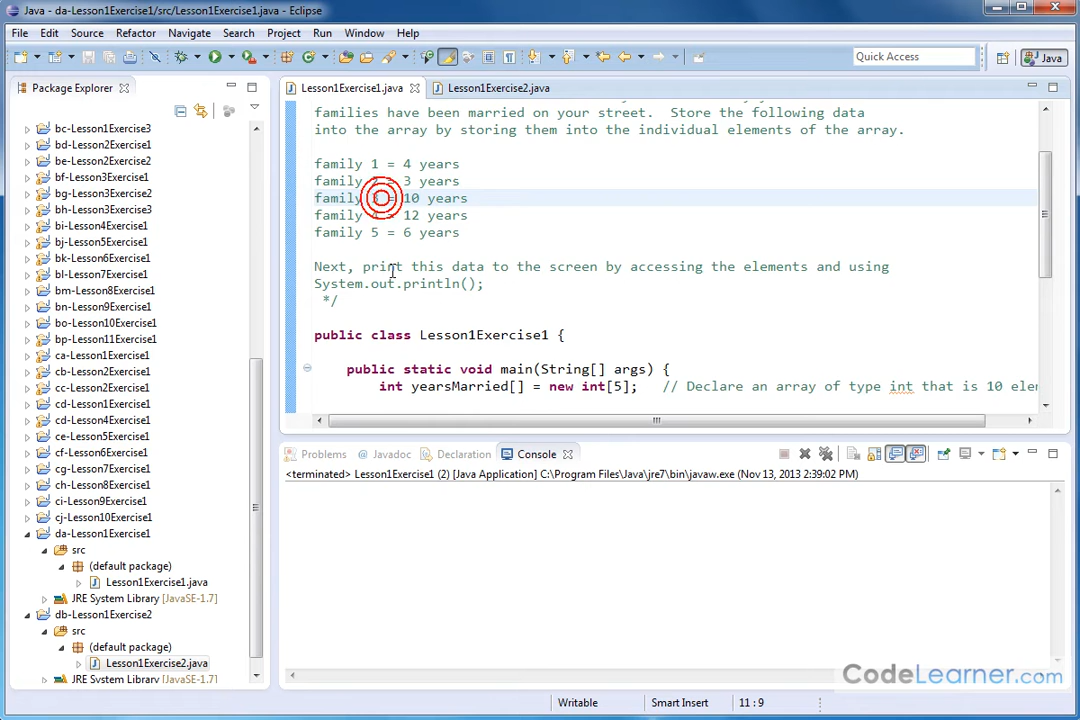 Java - da-Lesson1Exercise1/src/Lesson1Exercise1.java - Eclipse
File Edit Source Refactor Navigate Search Project Run Window Help
Quick Access
Java
Package Explorer
Lesson1Exercise1.java
Lesson1Exercise2.java
bc-Lesson1Exercise3
bd-Lesson2Exercise1
be-Lesson2Exercise2
bf-Lesson3Exercise1
bg-Lesson3Exercise2
bh-Lesson3Exercise3
bi-Lesson4Exercise1
bj-Lesson5Exercise1
bk-Lesson6Exercise1
bl-Lesson7Exercise1
bm-Lesson8Exercise1
bn-Lesson9Exercise1
bo-Lesson10Exercise1
bp-Lesson11Exercise1
ca-Lesson1Exercise1
cb-Lesson2Exercise1
cc-Lesson2Exercise2
cd-Lesson3Exercise1
cd-Lesson4Exercise1
ce-Lesson5Exercise1
cf-Lesson6Exercise1
cg-Lesson7Exercise1
ch-Lesson8Exercise1
ci-Lesson9Exercise1
cj-Lesson10Exercise1
da-Lesson1Exercise1
src
(default package)
Lesson1Exercise1.java
JRE System Library [JavaSE-1.7]
db-Lesson1Exercise2
src
(default package)
Lesson1Exercise2.java
JRE System Library [JavaSE-1.7]
families have been married on your street.  Store the following data
into the array by storing them into the individual elements of the array.
family 1 = 4 years
family 2 = 3 years
family 3 = 10 years
family 4 = 12 years
family 5 = 6 years
Next, print this data to the screen by accessing the elements and using
System.out.println();
*/
public class Lesson1Exercise1 {
public static void main(String[] args) {
int yearsMarried[] = new int[5];   // Declare an array of type int that is 10 elem
Problems Javadoc Declaration Console
<terminated> Lesson1Exercise1 (2) [Java Application] C:\Program Files\Java\jre7\bin\javaw.exe (Nov 13, 2013 2:39:02 PM)
CodeLearner.com
Writable Smart Insert 11 : 9